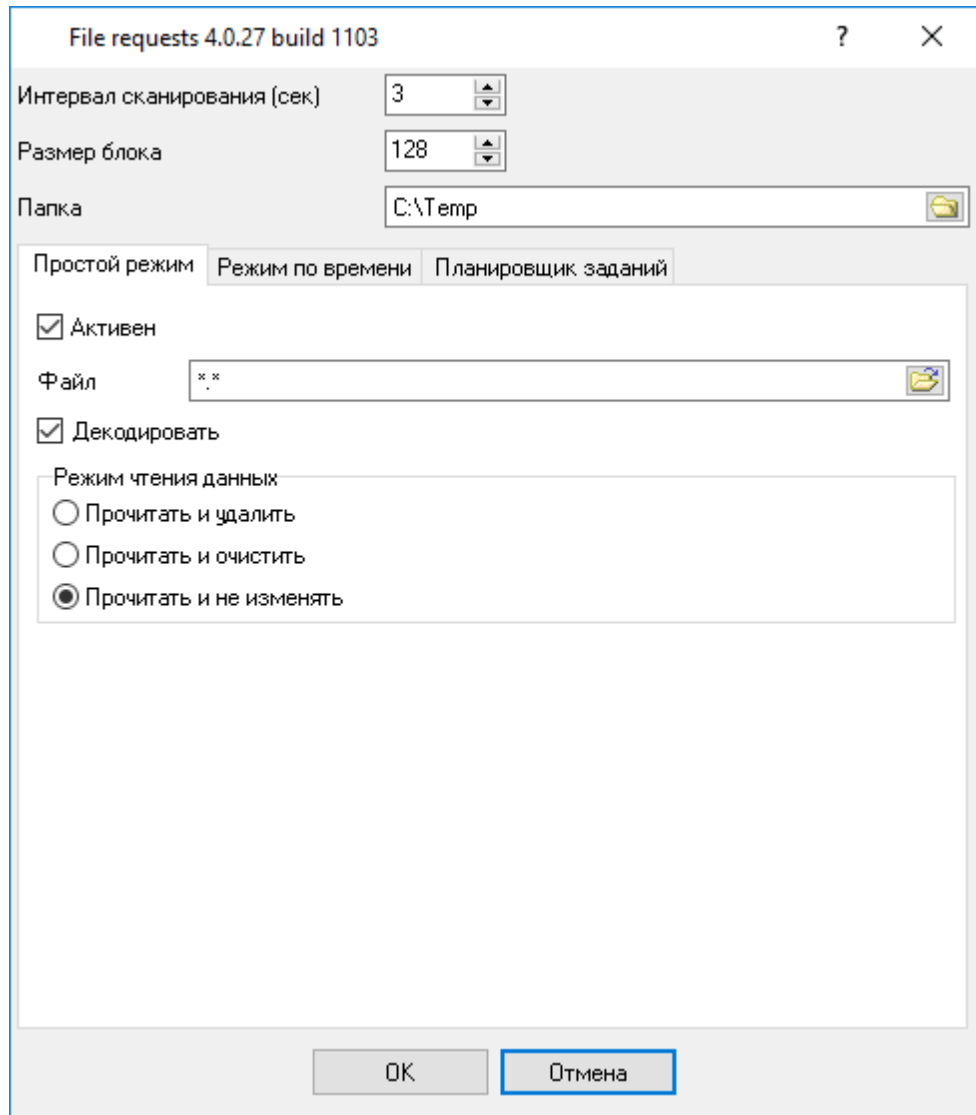 File requests 4.0.27 build 1103 ?
Интервал сканирования (сек) 3
Размер блока 128
Папка C:\Temp
Простой режим Режим по времени Планировщик заданий
Активен
Файл *.*
Декодировать
Режим чтения данных
Прочитать и удалить
Прочитать и очистить
Прочитать и не изменять
OK Отмена